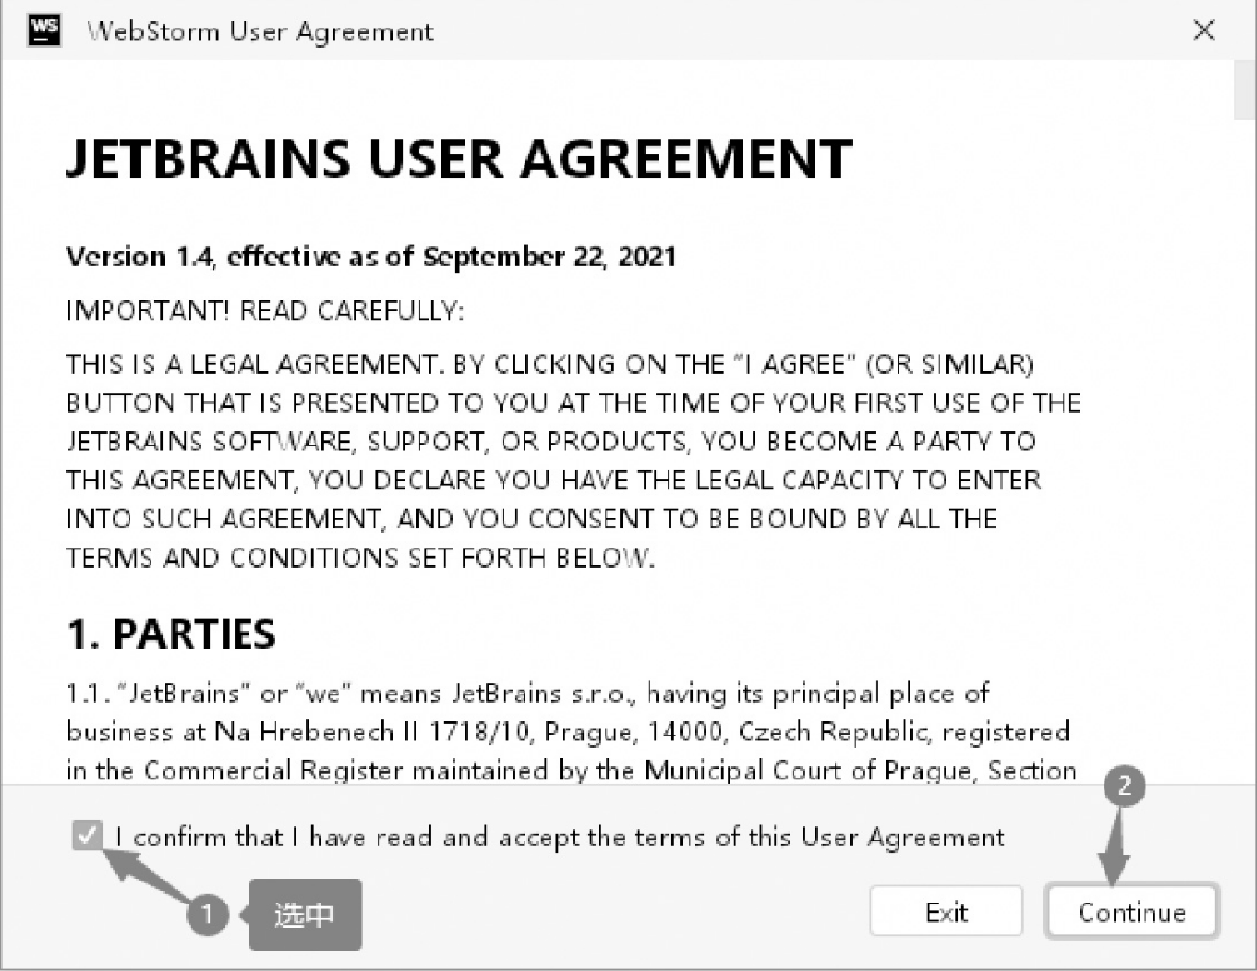 WS WebStorm User Agreement
JETBRAINS USER AGREEMENT
Version 1.4, effective as of September 22, 2021
IMPORTANT! READ CAREFULLY:
THIS IS A LEGAL AGREEMENT. BY CLICKING ON THE “I AGREE” (OR SIMILAR)
BUTTON THAT IS PRESENTED TO YOU AT THE TIME OF YOUR FIRST USE OF THE
JETBRAINS SOFTWARE, SUPPORT, OR PRODUCTS, YOU BECOME A PARTY TO
THIS AGREEMENT, YOU DECLARE YOU HAVE THE LEGAL CAPACITY TO ENTER
INTO SUCH AGREEMENT, AND YOU CONSENT TO BE BOUND BY ALL THE
TERMS AND CONDITIONS SET FORTH BELOW.
1. PARTIES
1.1. “JetBrains” or “we” means JetBrains s.r.o., having its principal place of
business at Na Hrebenech II 1718/10, Prague, 14000, Czech Republic, registered
in the Commercial Register maintained by the Municipal Court of Prague, Section
2
I confirm that I have read and accept the terms of this User Agreement
1 选中
Exit Continue